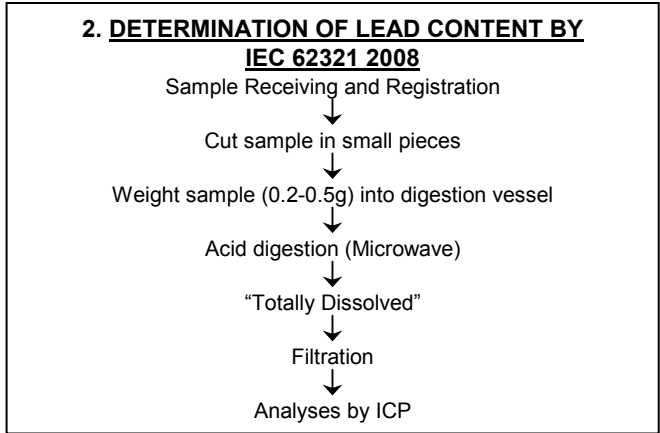 2. DETERMINATION OF LEAD CONTENT BY
IEC 62321 2008
Sample Receiving and Registration
Cut sample in small pieces
Weight sample (0.2-0.5g) into digestion vessel
Acid digestion (Microwave)
“Totally Dissolved”
Filtration
Analyses by ICP